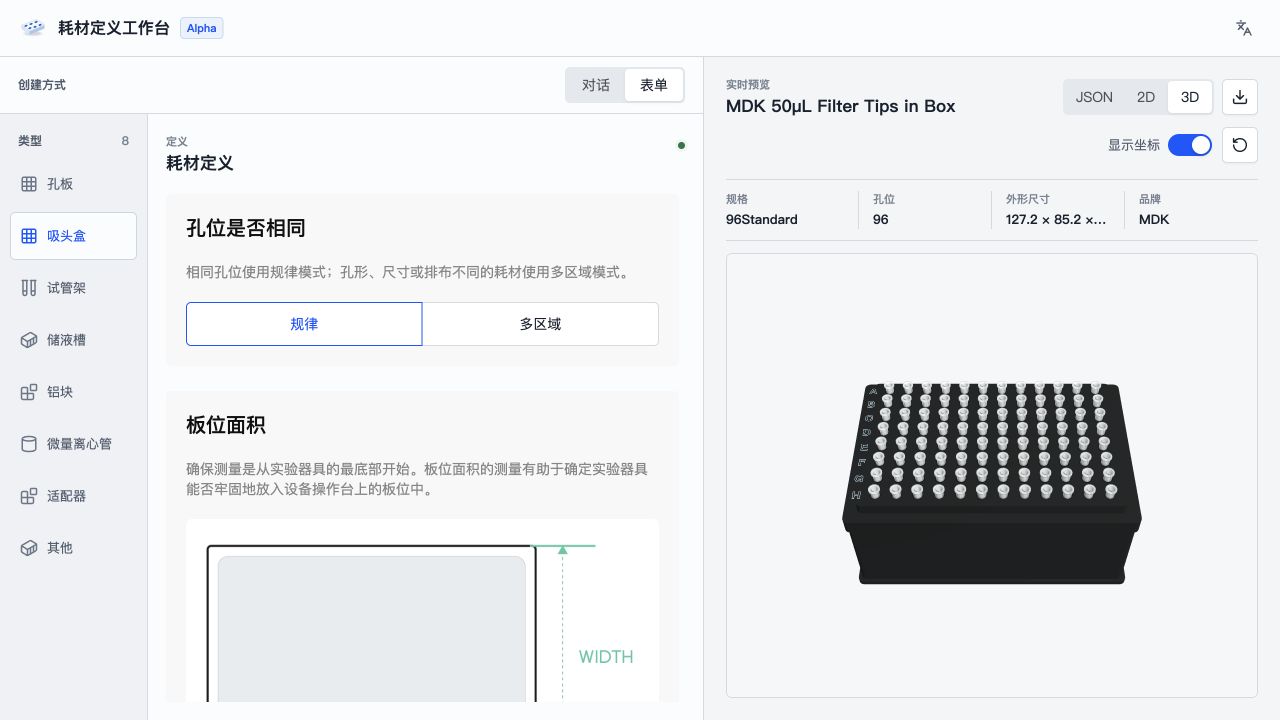 耗材定义工作台 Alpha
创建方式
对话 表单
类型 8
孔板
吸头盒
试管架
储液槽
铝块
微量离心管
适配器
其他
定义
耗材定义
孔位是否相同
相同孔位使用规律模式；孔形、尺寸或排布不同的耗材使用多区域模式。
规律 多区域
板位面积
确保测量是从实验器具的最底部开始。板位面积的测量有助于确定实验器具
能否牢固地放入设备操作台上的板位中。
WIDTH
实时预览
MDK 50μL Filter Tips in Box
JSON 2D 3D
显示坐标
规格 孔位 外形尺寸 品牌
96Standard 96 127.2 × 85.2 ×... MDK
A
B
C
D
E
F
G
H